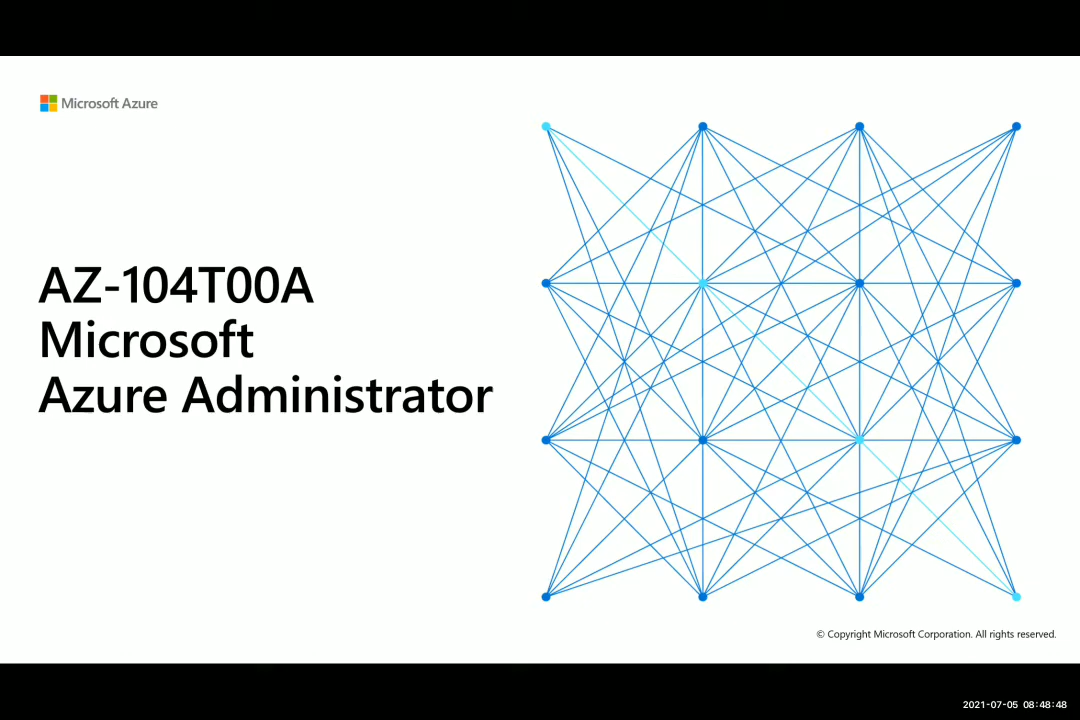 Microsoft Azure
AZ-104T00A
Microsoft
Azure Administrator
© Copyright Microsoft Corporation. All rights reserved.
2021-07-05 08:48:48